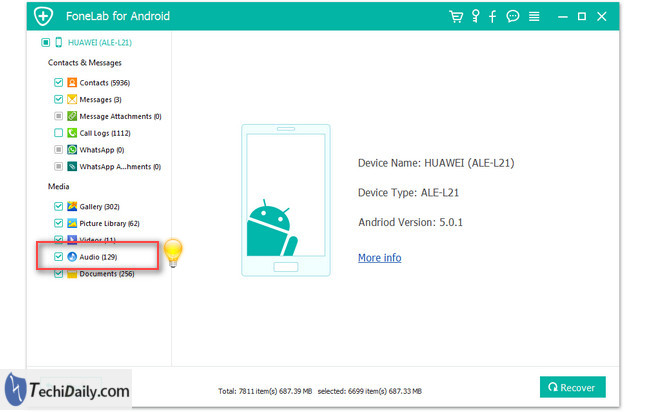 FoneLab for Android
HUAWEI (ALE-L21)
Contacts & Messages
Contacts (5936)
Messages (3)
Message Attachments (0)
Call Logs (1112)
WhatsApp (0)
WhatsApp A...hments (0)
Media
Gallery (302)
Picture Library (62)
Videos (11)
Audio (129)
Documents (256)
Device Name: HUAWEI (ALE-L21)
Device Type: ALE-L21
Andriod Version: 5.0.1
More info
TechiDaily.com
Total: 7811 item(s) 687.39 MB selected: 6699 item(s) 687.33 MB
Recover